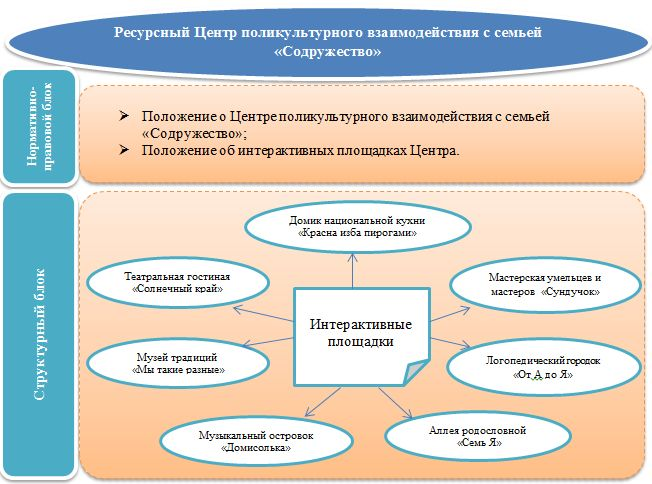 Ресурсный Центр поликультурного взаимодействия с семьей
«Содружество»
Нормативно-
правовой блок
Положение о Центре поликультурного взаимодействия с семьей
«Содружество»;
Положение об интерактивных площадках Центра.
Структурный блок
Домик национальной кухни
«Красна изба пирогами»
Театральная гостиная
«Солнечный край»
Мастерская умельцев и
мастеров «Сундучок»
Интерактивные
площадки
Музей традиций
«Мы такие разные»
Логопедический городок
«От А до Я»
Музыкальный островок
«Домисолька»
Аллея родословной
«Семь Я»